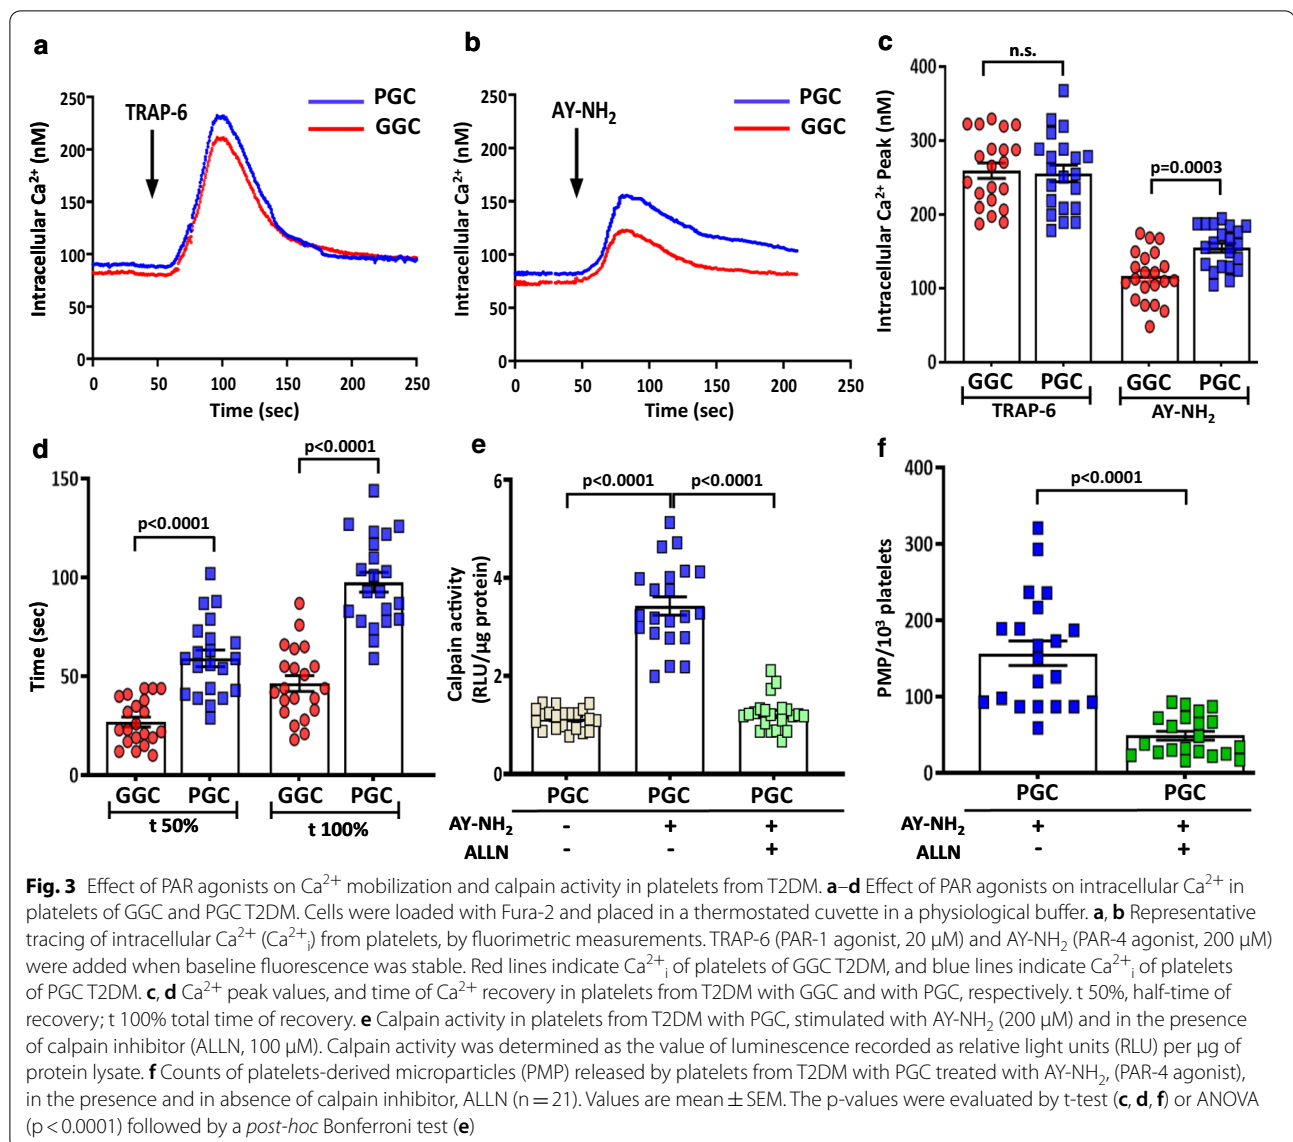 a
250
200
150
100
50
0
Intracellular Ca²⁺ (nM)
TRAP-6
PGC
GGC
0 50 100 150 200 250
Time (sec)
b
250
200
150
100
50
0
Intracellular Ca²⁺ (nM)
AY-NH₂
PGC
GGC
0 50 100 150 200 250
Time (sec)
c
400
300
200
100
0
Intracellular Ca²⁺ Peak (nM)
n.s.
p=0.0003
GGC PGC GGC PGC
TRAP-6 AY-NH₂
d
150
100
50
0
Time (sec)
p<0.0001
p<0.0001
GGC PGC GGC PGC
t 50% t 100%
e
6
4
2
0
Calpain activity
(RLU/µg protein)
p<0.0001 p<0.0001
PGC PGC PGC
AY-NH₂ - + +
ALLN - - +
f
400
300
200
100
0
PMP/10³ platelets
p<0.0001
PGC PGC
AY-NH₂ + +
ALLN - +
Fig. 3 Effect of PAR agonists on Ca²⁺ mobilization and calpain activity in platelets from T2DM. a–d Effect of PAR agonists on intracellular Ca²⁺ in
platelets of GGC and PGC T2DM. Cells were loaded with Fura-2 and placed in a thermostated cuvette in a physiological buffer. a, b Representative
tracing of intracellular Ca²⁺ (Ca²⁺ᵢ) from platelets, by fluorimetric measurements. TRAP-6 (PAR-1 agonist, 20 µM) and AY-NH₂ (PAR-4 agonist, 200 µM)
were added when baseline fluorescence was stable. Red lines indicate Ca²⁺ᵢ of platelets of GGC T2DM, and blue lines indicate Ca²⁺ᵢ of platelets
of PGC T2DM. c, d Ca²⁺ peak values, and time of Ca²⁺ recovery in platelets from T2DM with GGC and with PGC, respectively. t 50%, half-time of
recovery; t 100% total time of recovery. e Calpain activity in platelets from T2DM with PGC, stimulated with AY-NH₂ (200 µM) and in the presence
of calpain inhibitor (ALLN, 100 µM). Calpain activity was determined as the value of luminescence recorded as relative light units (RLU) per µg of
protein lysate. f Counts of platelets-derived microparticles (PMP) released by platelets from T2DM with PGC treated with AY-NH₂, (PAR-4 agonist),
in the presence and in absence of calpain inhibitor, ALLN (n = 21). Values are mean ± SEM. The p-values were evaluated by t-test (c, d, f) or ANOVA
(p < 0.0001) followed by a post-hoc Bonferroni test (e)